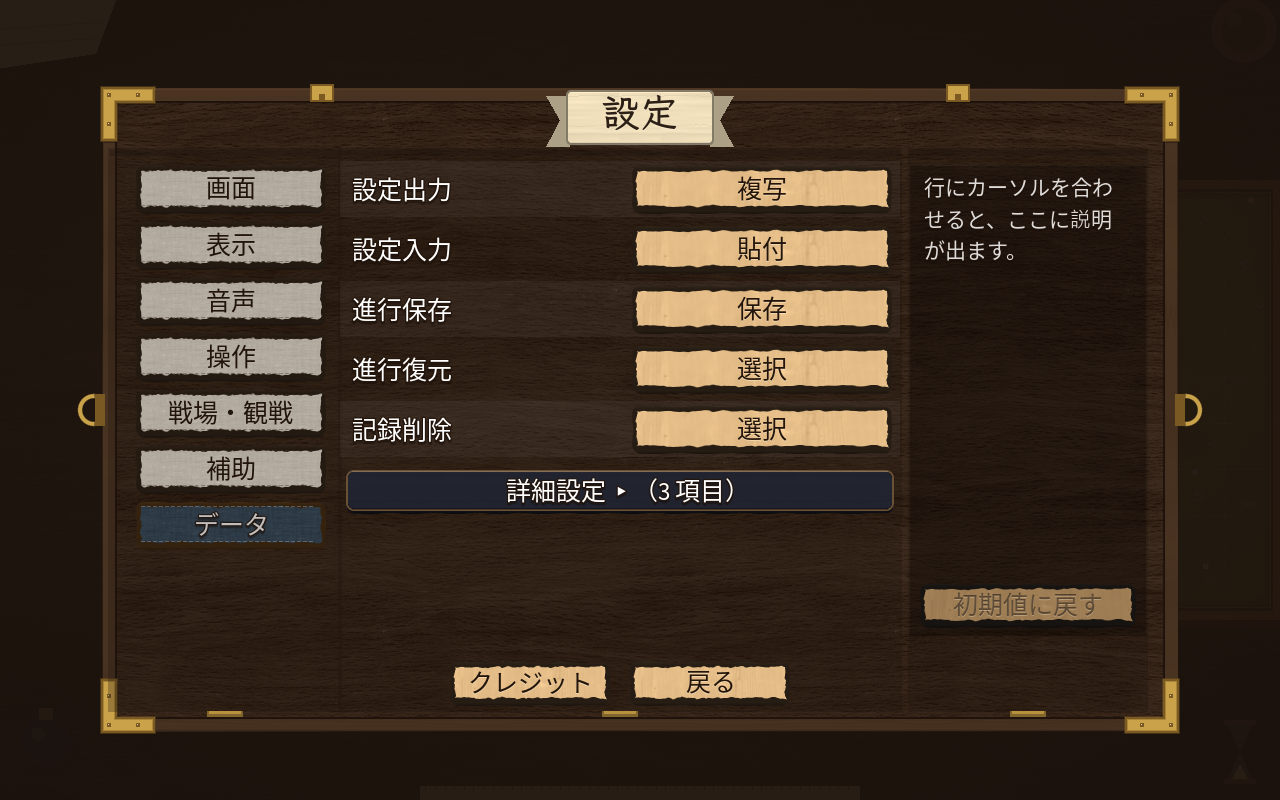 設定
画面
表示
音声
操作
戦場・観戦
補助
データ
設定出力 複写
設定入力 貼付
進行保存 保存
進行復元 選択
記録削除 選択
詳細設定 ▸ （3 項目）
行にカーソルを合わ
せると、ここに説明
が出ます。
初期値に戻す
クレジット 戻る